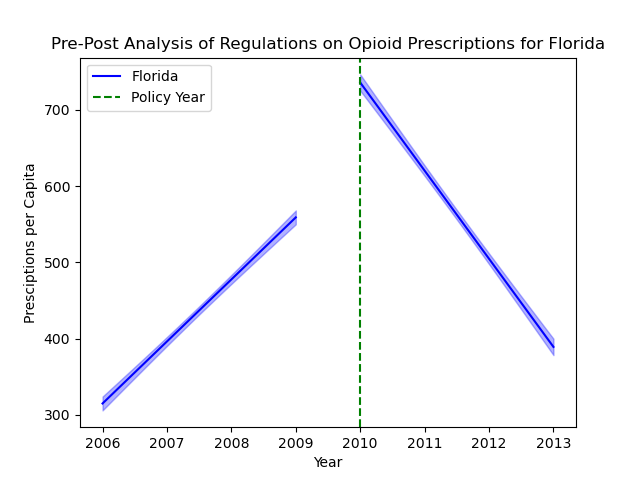 Pre-Post Analysis of Regulations on Opioid Prescriptions for Florida
Florida
Policy Year
Presciptions per Capita
700
600
500
400
300
2006 2007 2008 2009 2010 2011 2012 2013
Year